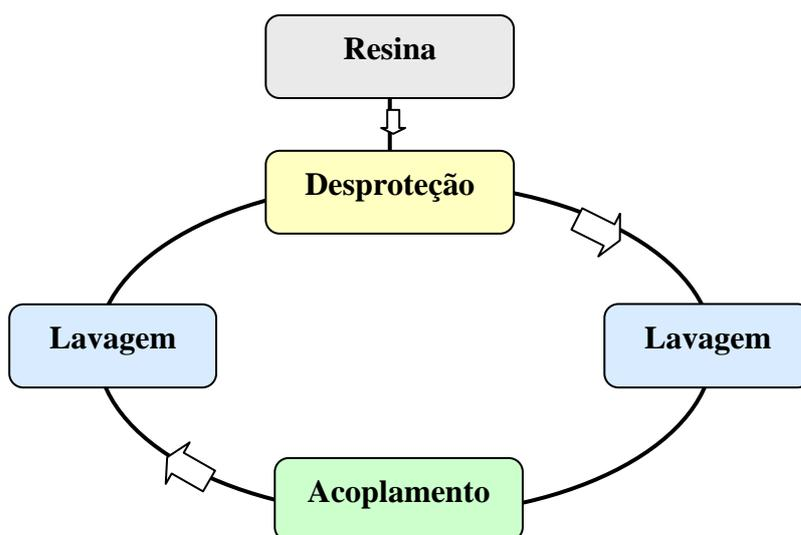 Resina
Desproteção
Lavagem
Lavagem
Acoplamento